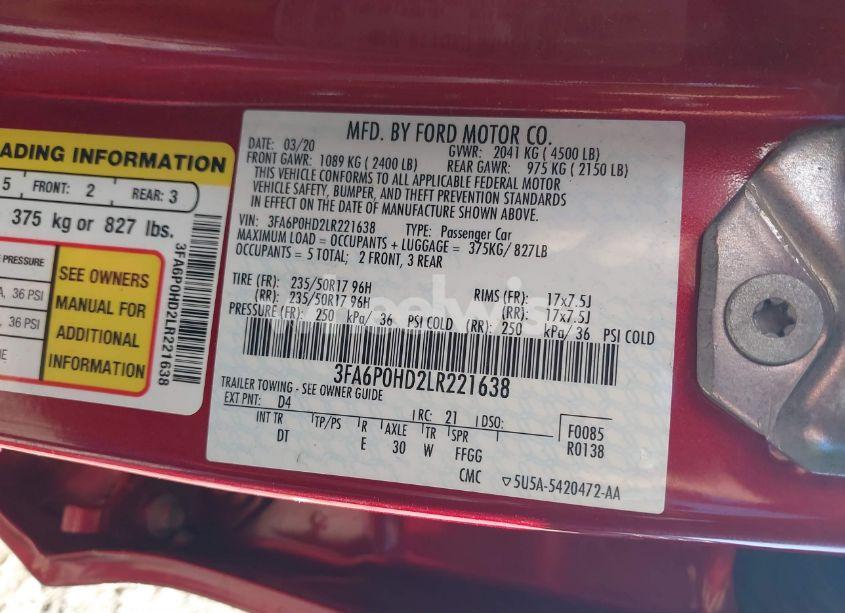 ADING INFORMATION
5 FRONT: 2 REAR: 3
375 kg or 827 lbs.
PRESSURE
A, 36 PSI
, 36 PSI
NE
SEE OWNERS
MANUAL FOR
ADDITIONAL
INFORMATION
3FA6P0HD2LR221638
MFD. BY FORD MOTOR CO.
DATE: 03/20 GVWR: 2041 KG ( 4500 LB)
FRONT GAWR: 1089 KG ( 2400 LB) REAR GAWR: 975 KG ( 2150 LB)
THIS VEHICLE CONFORMS TO ALL APPLICABLE FEDERAL MOTOR
VEHICLE SAFETY, BUMPER, AND THEFT PREVENTION STANDARDS
IN EFFECT ON THE DATE OF MANUFACTURE SHOWN ABOVE.
VIN: 3FA6P0HD2LR221638 TYPE: Passenger Car
MAXIMUM LOAD = OCCUPANTS + LUGGAGE = 375KG/ 827LB
OCCUPANTS = 5 TOTAL; 2 FRONT, 3 REAR
TIRE (FR): 235/50R17 96H RIMS (FR): 17x7.5J
(RR): 235/50R17 96H (RR): 17x7.5J
PRESSURE (FR): 250 kPa/ 36 PSI COLD (RR): 250 kPa/ 36 PSI COLD
3FA6P0HD2LR221638
TRAILER TOWING - SEE OWNER GUIDE
EXT PNT: D4 RC: 21 DSO:
INT TR TP/PS R AXLE TR SPR
DT E 30 W FFGG
CMC
F0085
R0138
5U5A-5420472-AA